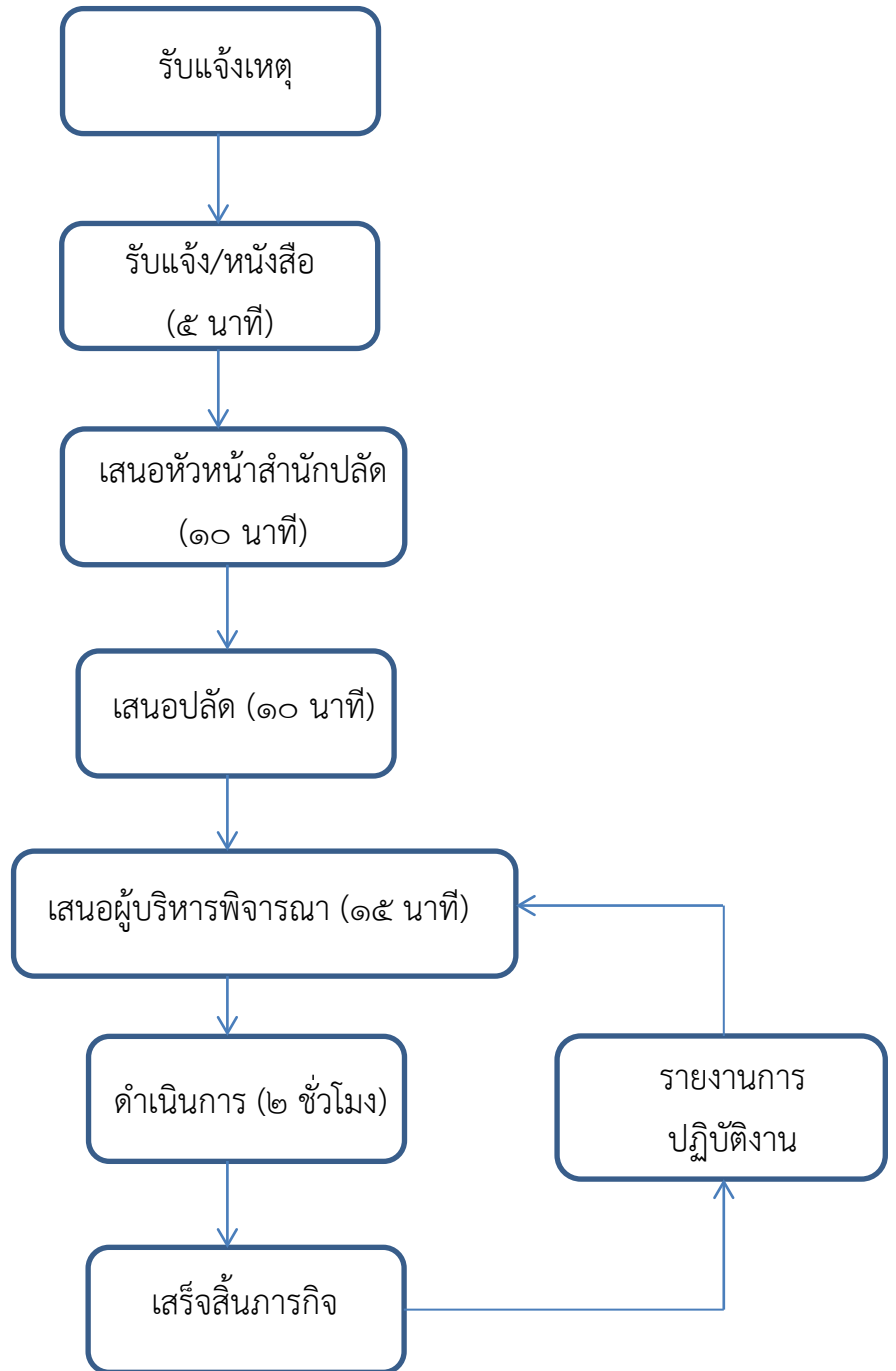 รับแจ้งเหตุ
รับแจ้ง/หนังสือ
(๕ นาที)
เสนอหัวหน้าสำนักปลัด
(๑๐ นาที)
เสนอปลัด (๑๐ นาที)
เสนอผู้บริหารพิจารณา (๑๕ นาที)
ดำเนินการ (๒ ชั่วโมง)
รายงานการ
ปฏิบัติงาน
เสร็จสิ้นภารกิจ